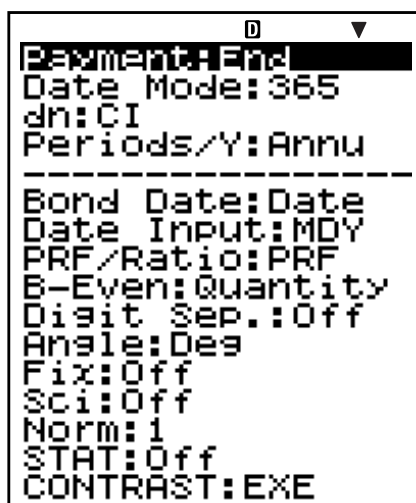 D ▼
Payment:End
Date Mode:365
dn:CI
Periods/Y:Annu
Bond Date:Date
Date Input:MDY
PRF/Ratio:PRF
B-Even:Quantity
Digit Sep.:Off
Angle:Deg
Fix:Off
Sci:Off
Norm:1
STAT:Off
CONTRAST:EXE